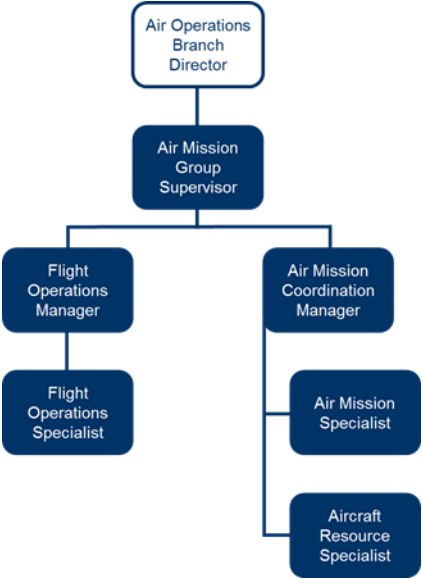 Air Operations
Branch
Director
Air Mission
Group
Supervisor
Flight
Operations
Manager
Air Mission
Coordination
Manager
Flight
Operations
Specialist
Air Mission
Specialist
Aircraft
Resource
Specialist